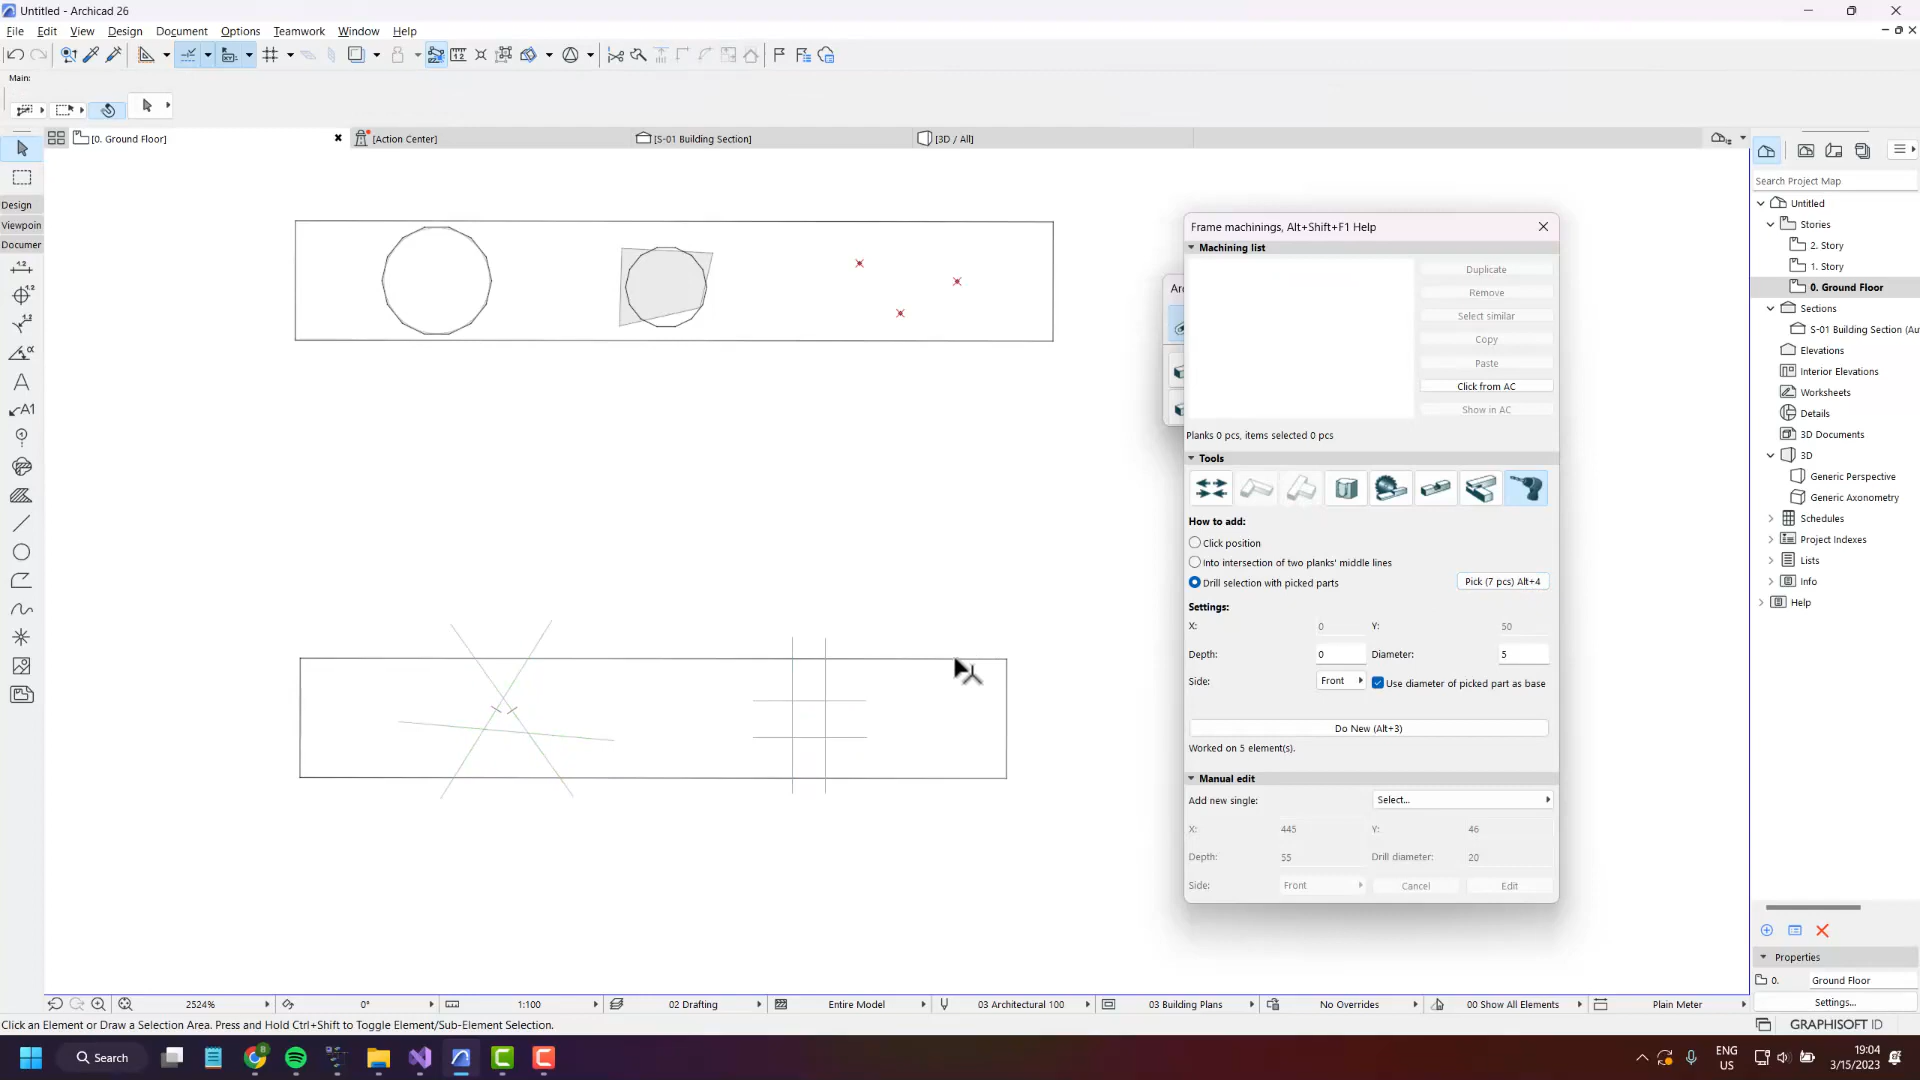 Untitled - Archicad 26
File Edit View Design Document Options Teamwork Window Help
Main:
[0. Ground Floor]
[Action Center]
[S-01 Building Section]
[3D / All]
Design
Viewpoin
Documer
Search Project Map
Untitled
Stories
2. Story
1. Story
0. Ground Floor
Sections
S-01 Building Section (Au
Elevations
Interior Elevations
Worksheets
Details
3D Documents
3D
Generic Perspective
Generic Axonometry
Schedules
Project Indexes
Lists
Info
Help
Properties
0. Ground Floor
Settings...
Frame machinings, Alt+Shift+F1 Help
Machining list
Duplicate
Remove
Select similar
Copy
Paste
Click from AC
Show in AC
Planks 0 pcs, items selected 0 pcs
Tools
How to add:
Click position
Into intersection of two planks' middle lines
Drill selection with picked parts Pick (7 pcs) Alt+4
Settings:
X: 0 Y: 50
Depth: 0 Diameter: 5
Side: Front Use diameter of picked part as base
Do New (Alt+3)
Worked on 5 element(s).
Manual edit
Add new single: Select...
X: 445 Y: 46
Depth: 55 Drill diameter: 20
Side: Front Cancel Edit
2524% 0° 1:100 02 Drafting Entire Model 03 Architectural 100 03 Building Plans No Overrides 00 Show All Elements Plain Meter
Click an Element or Draw a Selection Area. Press and Hold Ctrl+Shift to Toggle Element/Sub-Element Selection.
GRAPHISOFT ID
Search
ENG
US
19:04
3/15/2023